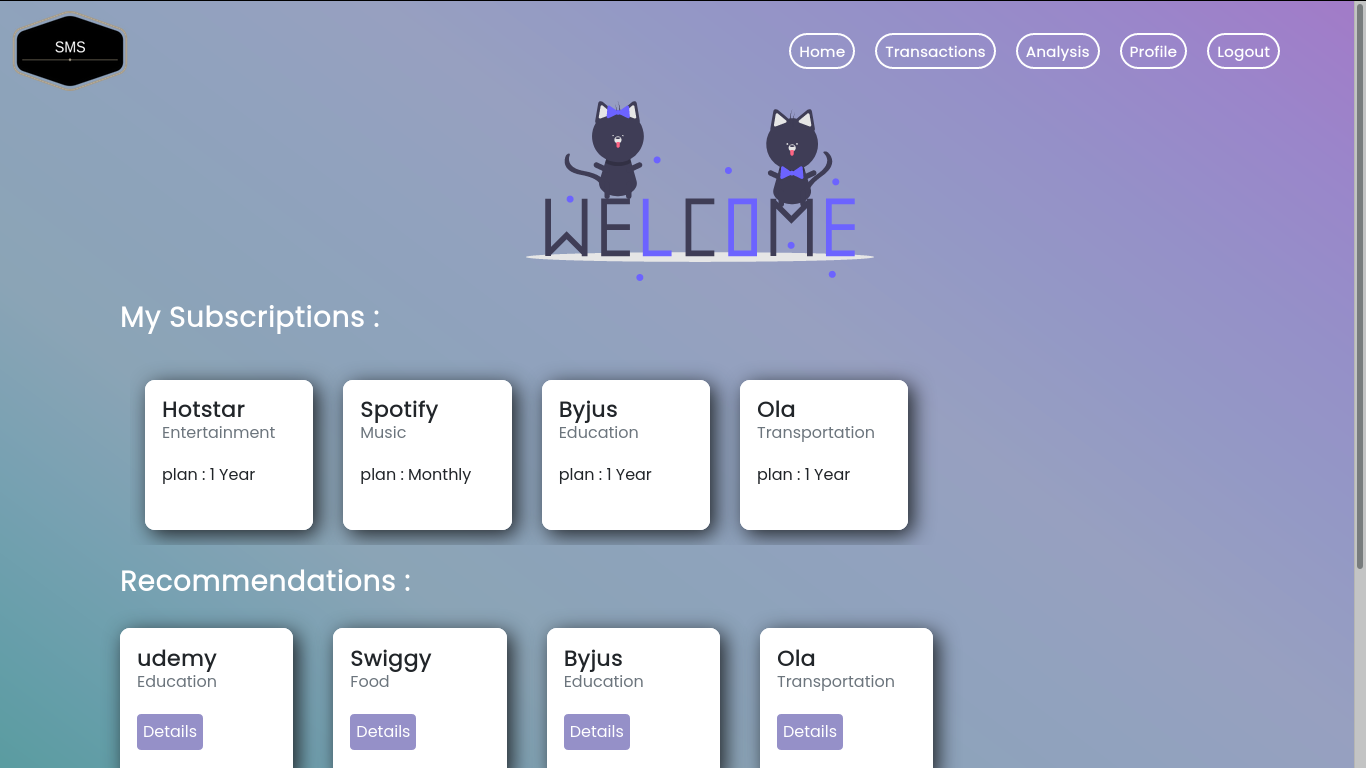 SMS
Home Transactions Analysis Profile Logout
WELCOME
My Subscriptions :
Hotstar Spotify Byjus Ola
Entertainment Music Education Transportation
plan : 1 Year plan : Monthly plan : 1 Year plan : 1 Year
Recommendations :
udemy Swiggy Byjus Ola
Education Food Education Transportation
Details Details Details Details